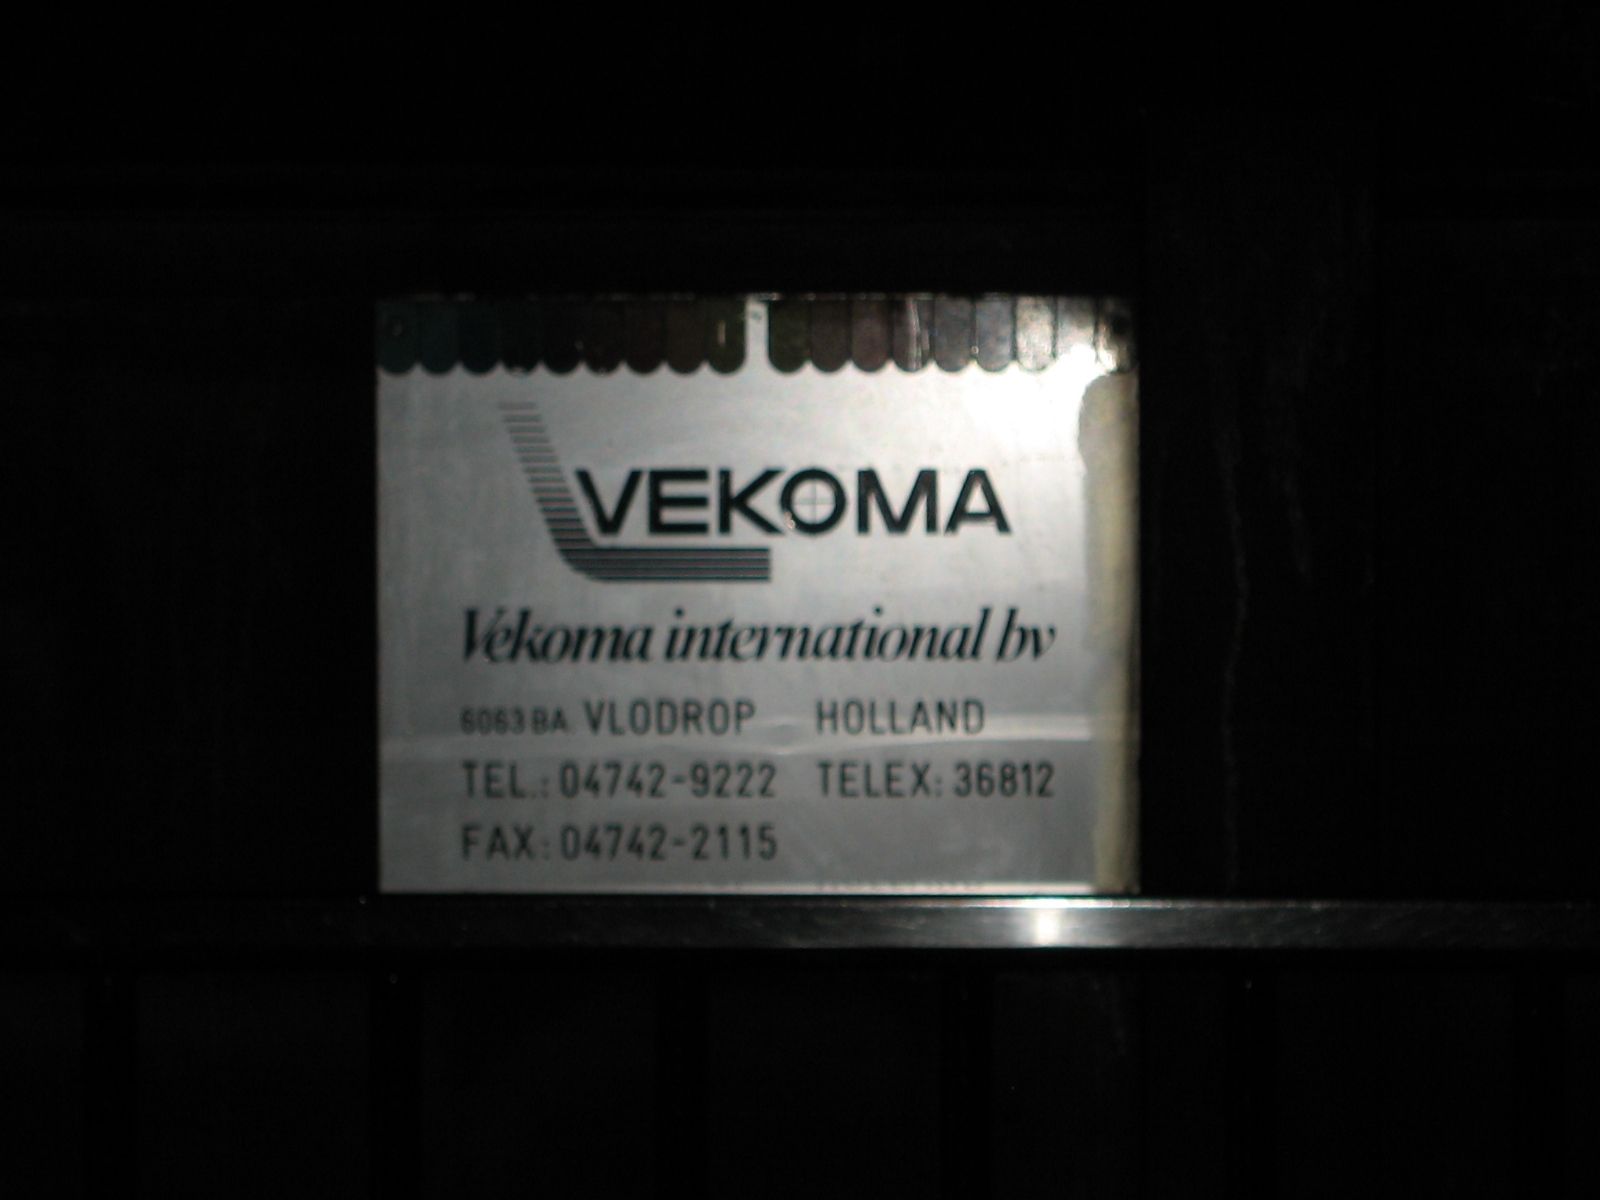 VEKOMA
Vekoma international bv
6063 BA VLODROP HOLLAND
TEL.: 04742-9222 TELEX: 36812
FAX: 04742-2115